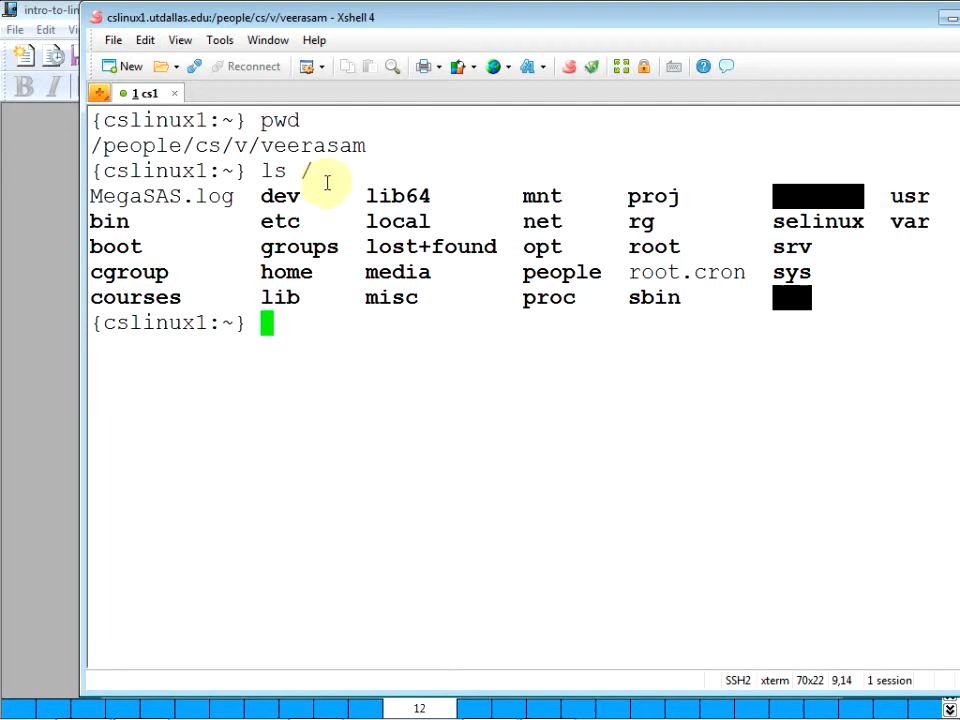 intro-to-lin
cslinux1.utdallas.edu:/people/cs/v/veerasam - Xshell 4
File Edit Vi
File Edit View Tools Window Help
New Reconnect
B I
1 cs1 ×
{cslinux1:~} pwd
/people/cs/v/veerasam
{cslinux1:~} ls /
MegaSAS.log dev lib64 mnt proj usr
bin etc local net rg selinux var
boot groups lost+found opt root srv
cgroup home media people root.cron sys
courses lib misc proc sbin
{cslinux1:~}
SSH2 xterm 70x22 9,14 1 session
12